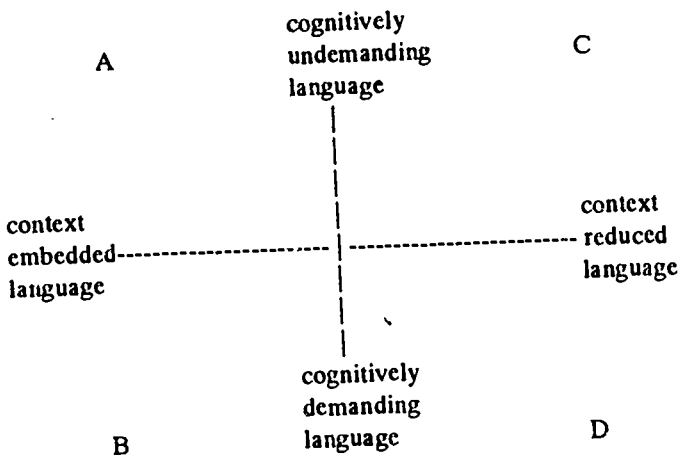 A
cognitively
undemanding
language
C
context
embedded
language
context
reduced
language
cognitively
demanding
language
B
D